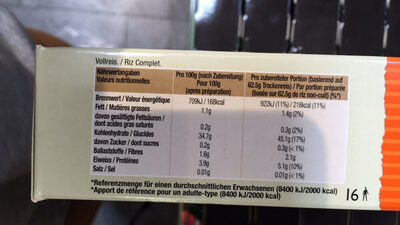 Vollreis. / Riz Complet.
Nährwertangaben
Valeurs nutritionnelles
Pro 100g (nach Zubereitung)
Pour 100g
(après préparation)
Pro zubereiteter Portion (basierend auf
62.5g Trockenreis) / Par portion préparée
(basée sur 62.5g de riz non-cuit) (%*)
Brennwert / Valeur énergétique 709kJ / 168kcal 922kJ (11%) / 218kcal (11%)
Fett / Matières grasses 1.1g 1.4g (2%)
davon gesättigte Fettsäuren /
dont acides gras saturés 0.2g 0.3g (2%)
Kohlenhydrate / Glucides 34.7g 45.1g (17%)
davon Zucker / dont sucres 0.2g 0.3g (< 1%)
Ballaststoffe / Fibres 1.6g 2.1g
Eiweiss / Protéines 3.9g 5.1g (10%)
Salz / Sel 0.01g 0.01g (< 1%)
*Referenzmenge für einen durchschnittlichen Erwachsenen (8400 kJ/2000 kcal)
*Apport de référence pour un adulte-type (8400 kJ/2000 kcal)
16